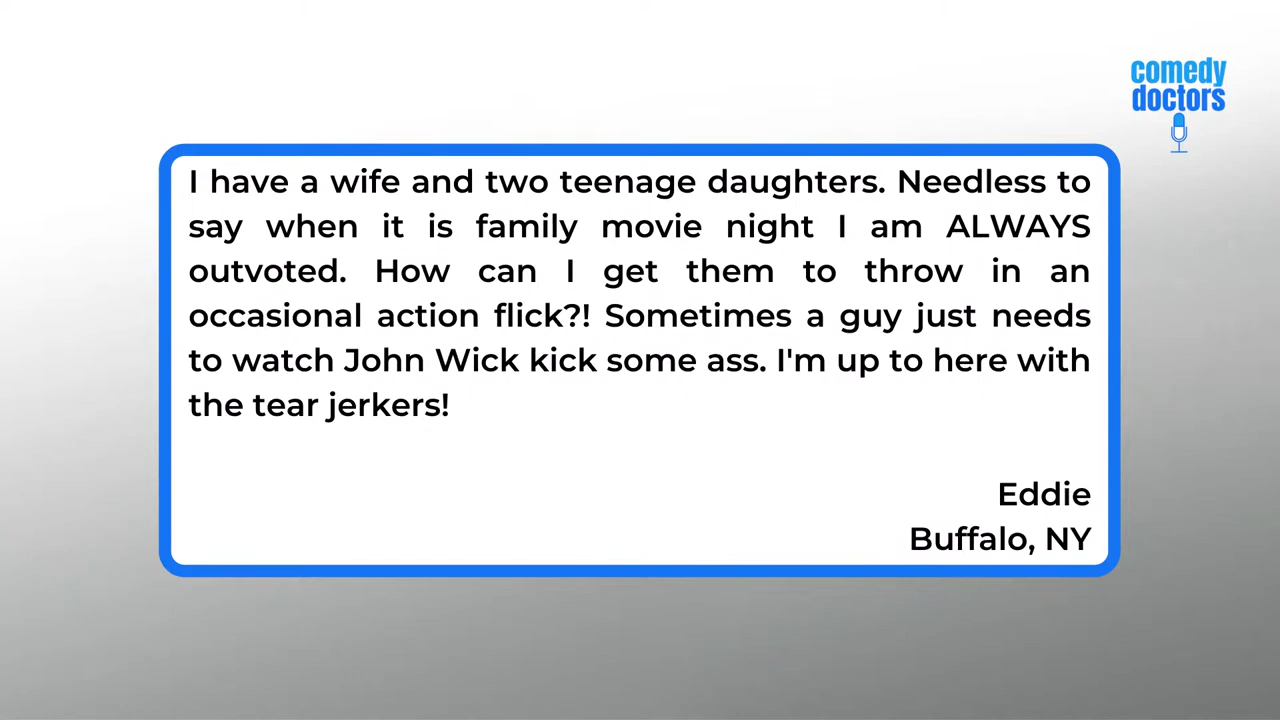 comedy
doctors
I have a wife and two teenage daughters. Needless to
say when it is family movie night I am ALWAYS
outvoted. How can I get them to throw in an
occasional action flick?! Sometimes a guy just needs
to watch John Wick kick some ass. I'm up to here with
the tear jerkers!
Eddie
Buffalo, NY